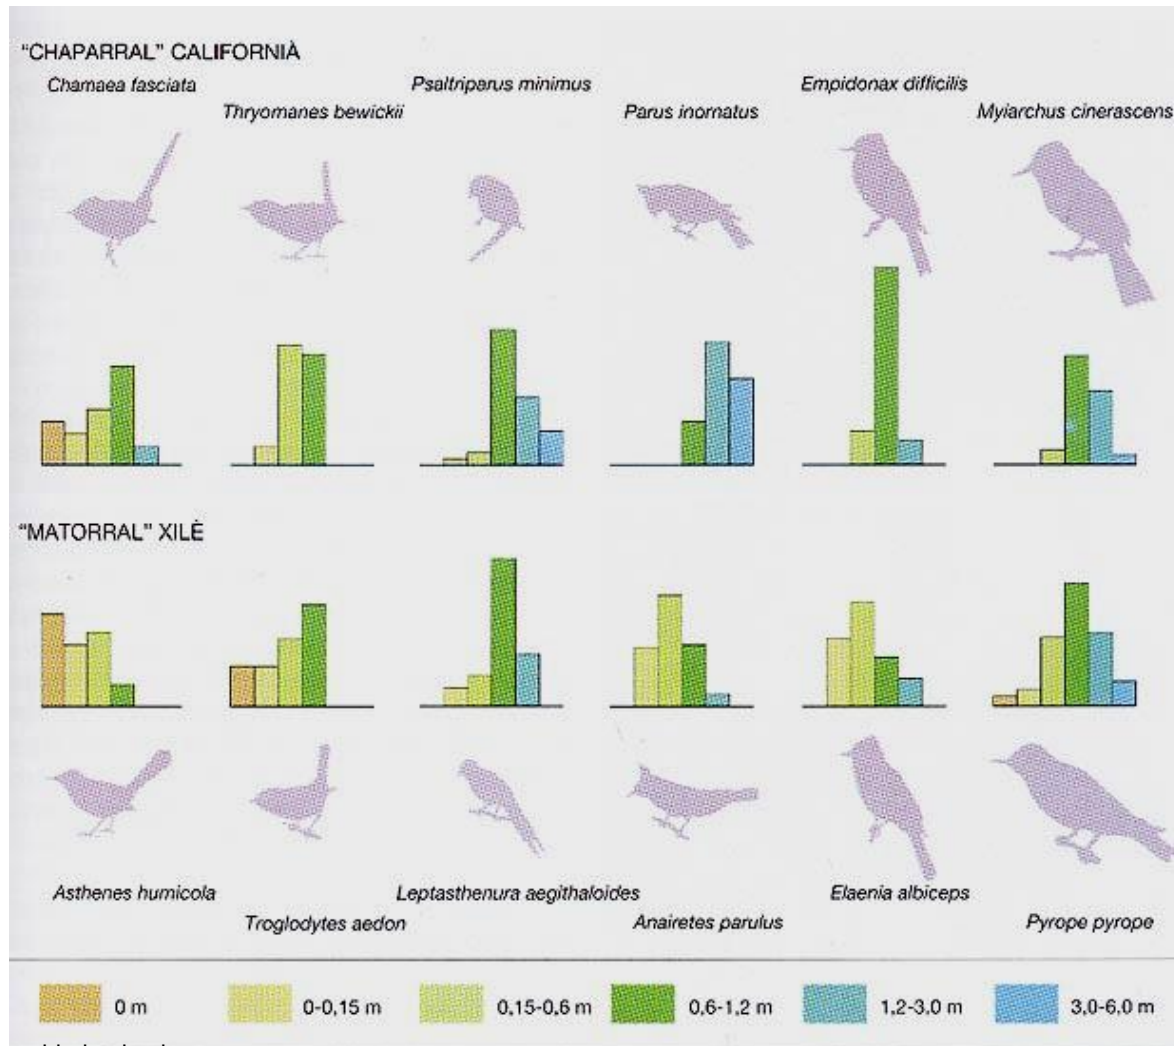 “CHAPARRAL” CALIFORNIÀ
Chamaea fasciata
Psaltriparus minimus
Empidonax difficilis
Thryomanes bewickii
Parus inornatus
Myiarchus cinerascens
“MATORRAL” XILÈ
Asthenes humicola
Leptasthenura aegithaloides
Elaenia albiceps
Troglodytes aedon
Anairetes parulus
Pyrope pyrope
0 m
0-0,15 m
0,15-0,6 m
0,6-1,2 m
1,2-3,0 m
3,0-6,0 m